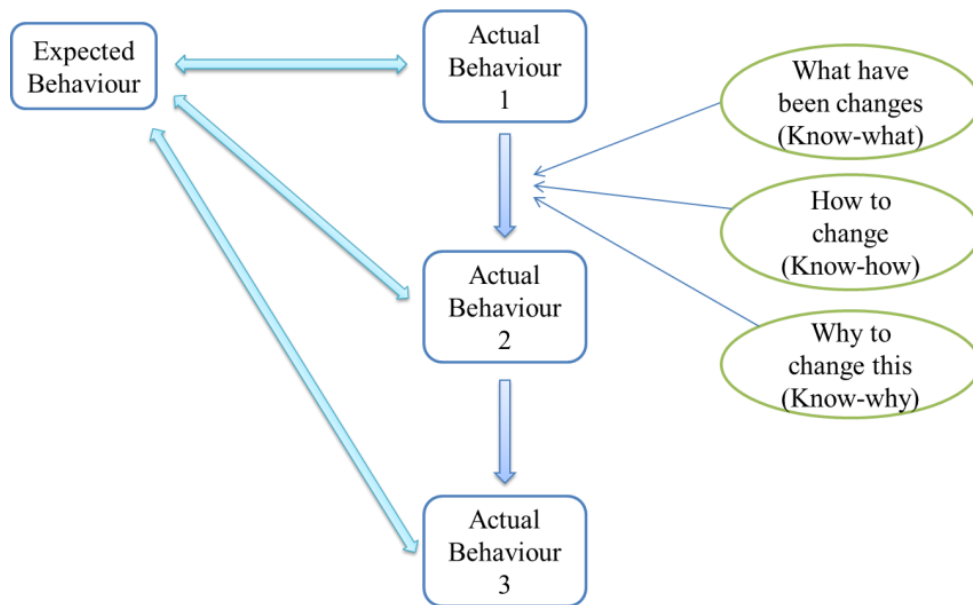 Expected
Behaviour
Actual
Behaviour
1
What have
been changes
(Know-what)
How to
change
(Know-how)
Actual
Behaviour
2
Why to
change this
(Know-why)
Actual
Behaviour
3